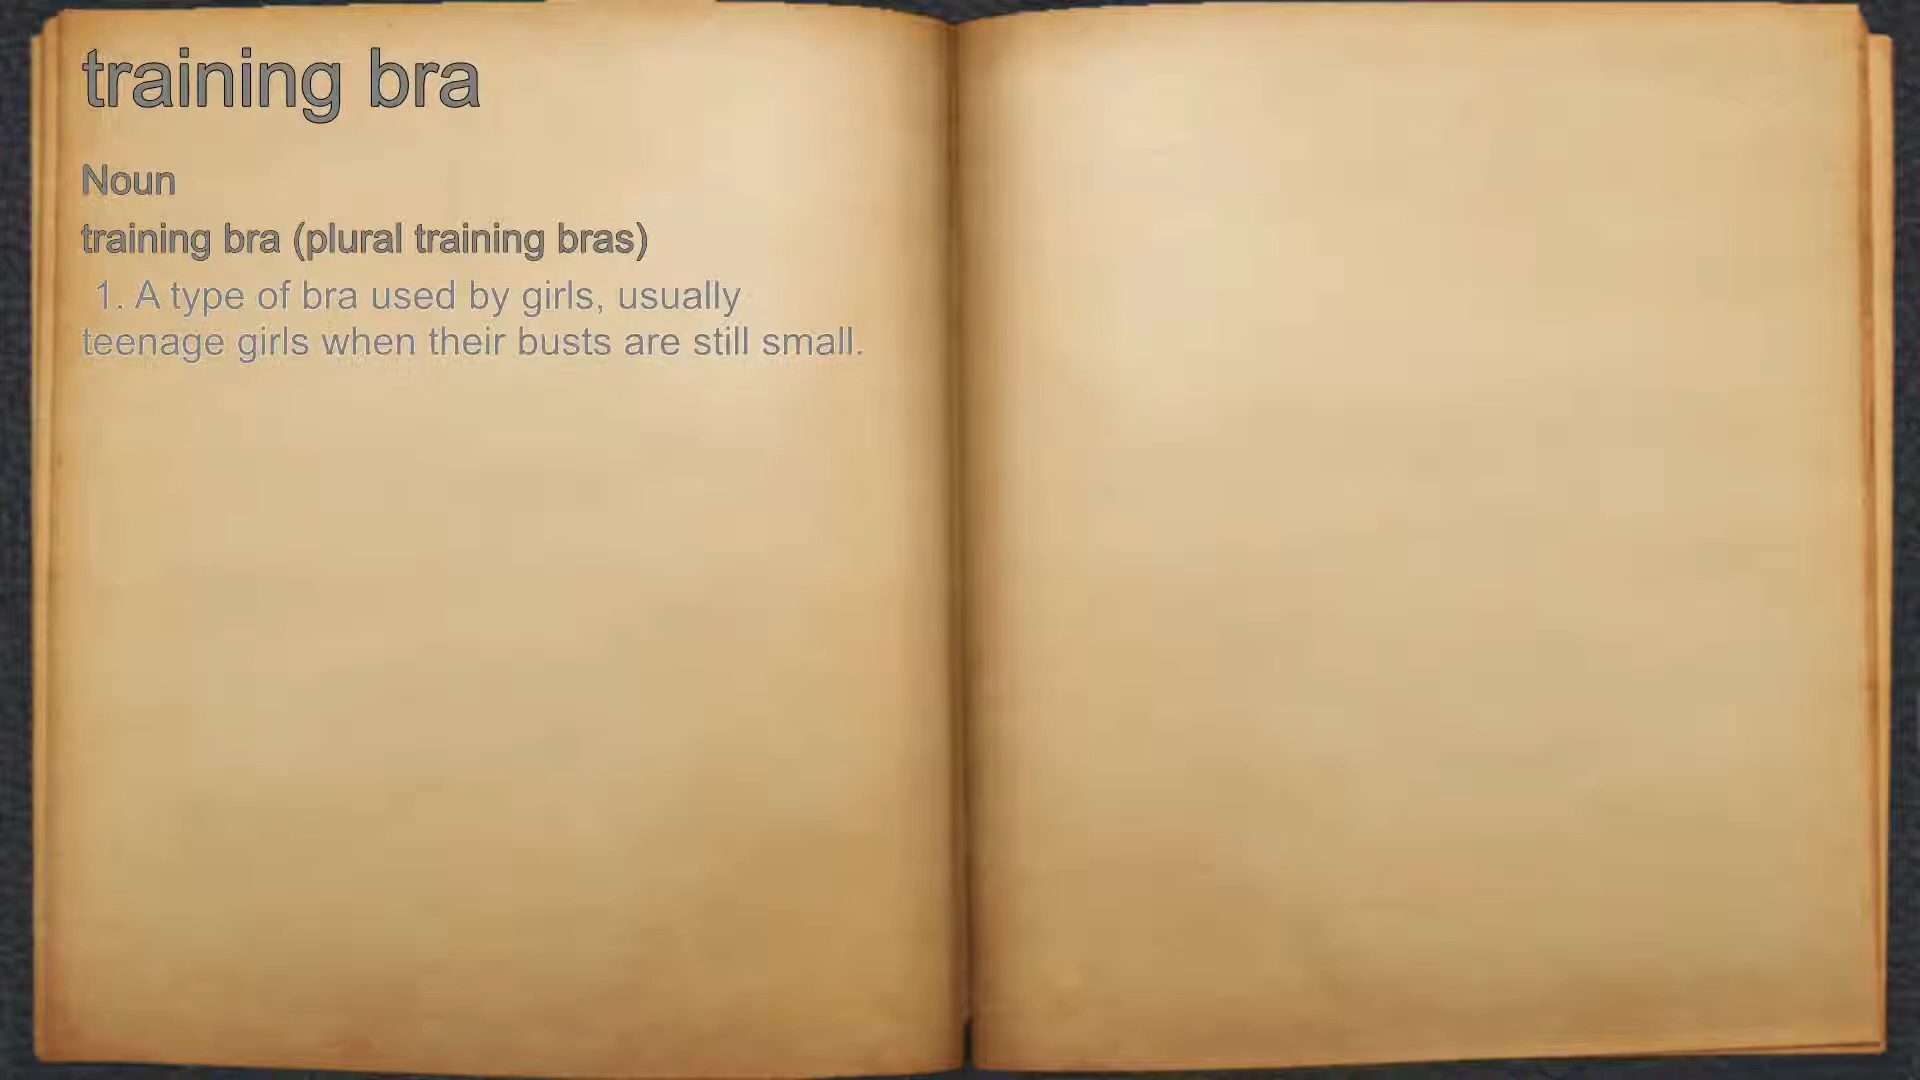 training bra
Noun
training bra (plural training bras)
1. A type of bra used by girls, usually
teenage girls when their busts are still small.